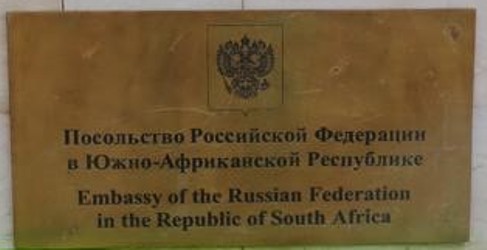 Посольство Российской Федерации
в Южно-Африканской Республике
Embassy of the Russian Federation
in the Republic of South Africa